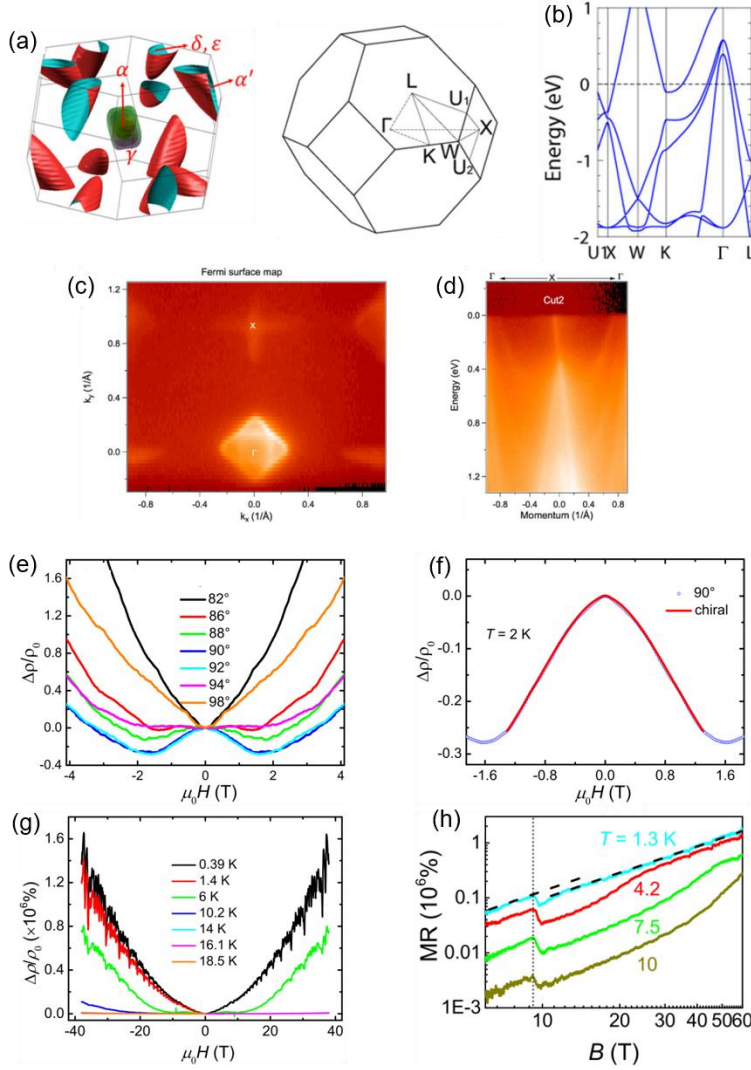 (a)
δ, ε
α'
α
γ
L
U₁
Γ
X
K
W
U₂
(b)
Energy (eV)
0
-1
-2
U1X W K Γ L
(c)
Fermi surface map
k_y (1/Å)
1.2
0.8
0.4
0.0
X
Γ
-0.8 -0.4 0.0 0.4 0.8
k_x (1/Å)
(d)
Γ X Γ
Cut2
Energy (eV)
0.0
0.4
0.8
1.2
-0.8 -0.4 0.0 0.4 0.8
Momentum (1/Å)
(e)
Δρ/ρ₀
1.6
1.2
0.8
0.4
0.0
-0.4
82°
86°
88°
90°
92°
94°
98°
-4 -2 0 2 4
μ₀H (T)
(f)
Δρ/ρ₀
0.0
-0.1
-0.2
-0.3
90°
chiral
T = 2 K
-1.6 -0.8 0.0 0.8 1.6
μ₀H (T)
(g)
Δρ/ρ₀ (×10⁶%)
1.6
1.2
0.8
0.4
0.0
0.39 K
1.4 K
6 K
10.2 K
14 K
16.1 K
18.5 K
-40 -20 0 20 40
μ₀H (T)
(h)
MR (10⁶%)
1
0.1
0.01
1E-3
T = 1.3 K
4.2
7.5
10
10 20 30 40 50 60
B (T)